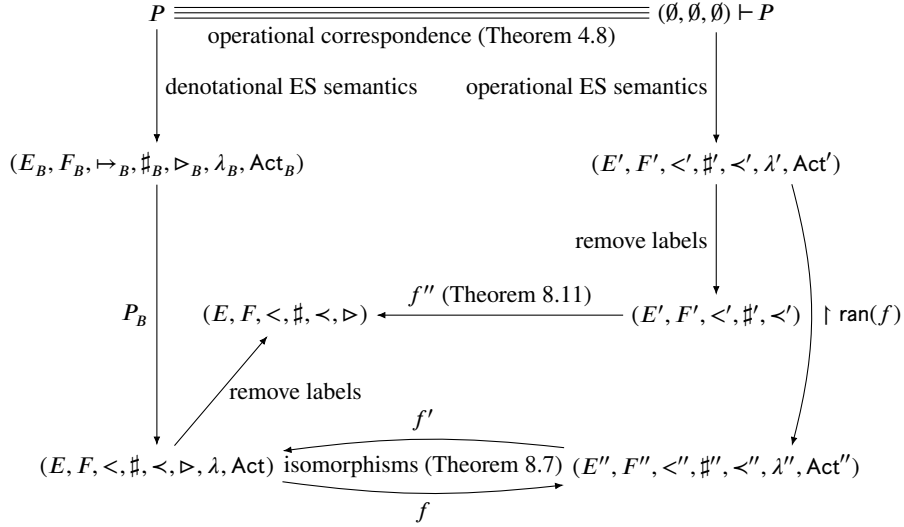 P (∅, ∅, ∅) ⊢ P
operational correspondence (Theorem 4.8)
denotational ES semantics operational ES semantics
(E_B, F_B, ↦_B, ♯_B, ⊳_B, λ_B, Act_B) (E′, F′, <′, ♯′, ≺′, λ′, Act′)
remove labels
f′′ (Theorem 8.11)
P_B (E, F, <, ♯, ≺, ⊳) (E′, F′, <′, ♯′, ≺′) ↾ ran(f)
remove labels
f′
(E, F, <, ♯, ≺, ⊳, λ, Act) isomorphisms (Theorem 8.7) (E′′, F′′, <′′, ♯′′, ≺′′, λ′′, Act′′)
f